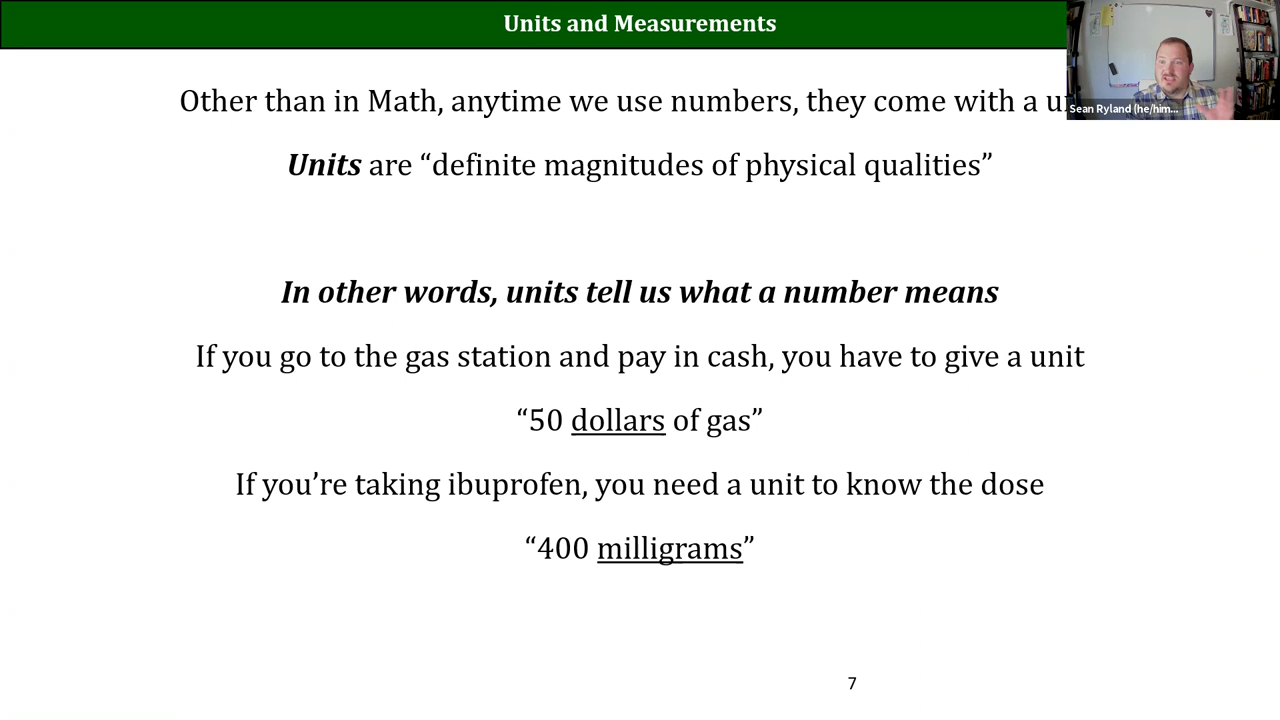 Units and Measurements
Other than in Math, anytime we use numbers, they come with a
Units are “definite magnitudes of physical qualities”
In other words, units tell us what a number means
If you go to the gas station and pay in cash, you have to give a unit
“50 dollars of gas”
If you’re taking ibuprofen, you need a unit to know the dose
“400 milligrams”
7
Sean Ryland (he/him...